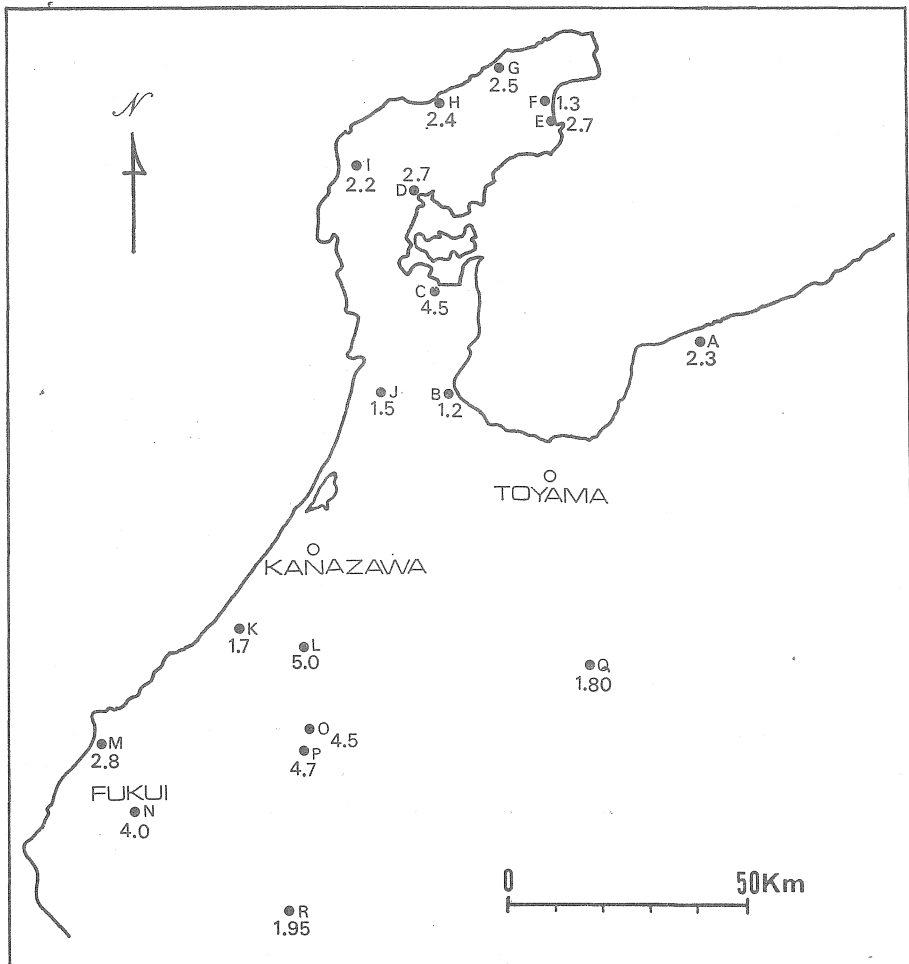 N
G
2.5
H
2.4
F 1.3
E 2.7
I
2.2
2.7
D
C
4.5
A
2.3
J
1.5
B
1.2
TOYAMA
KANAZAWA
K
1.7
L
5.0
Q
1.80
O 4.5
P
4.7
M
2.8
FUKUI
N
4.0
0 50Km
R
1.95